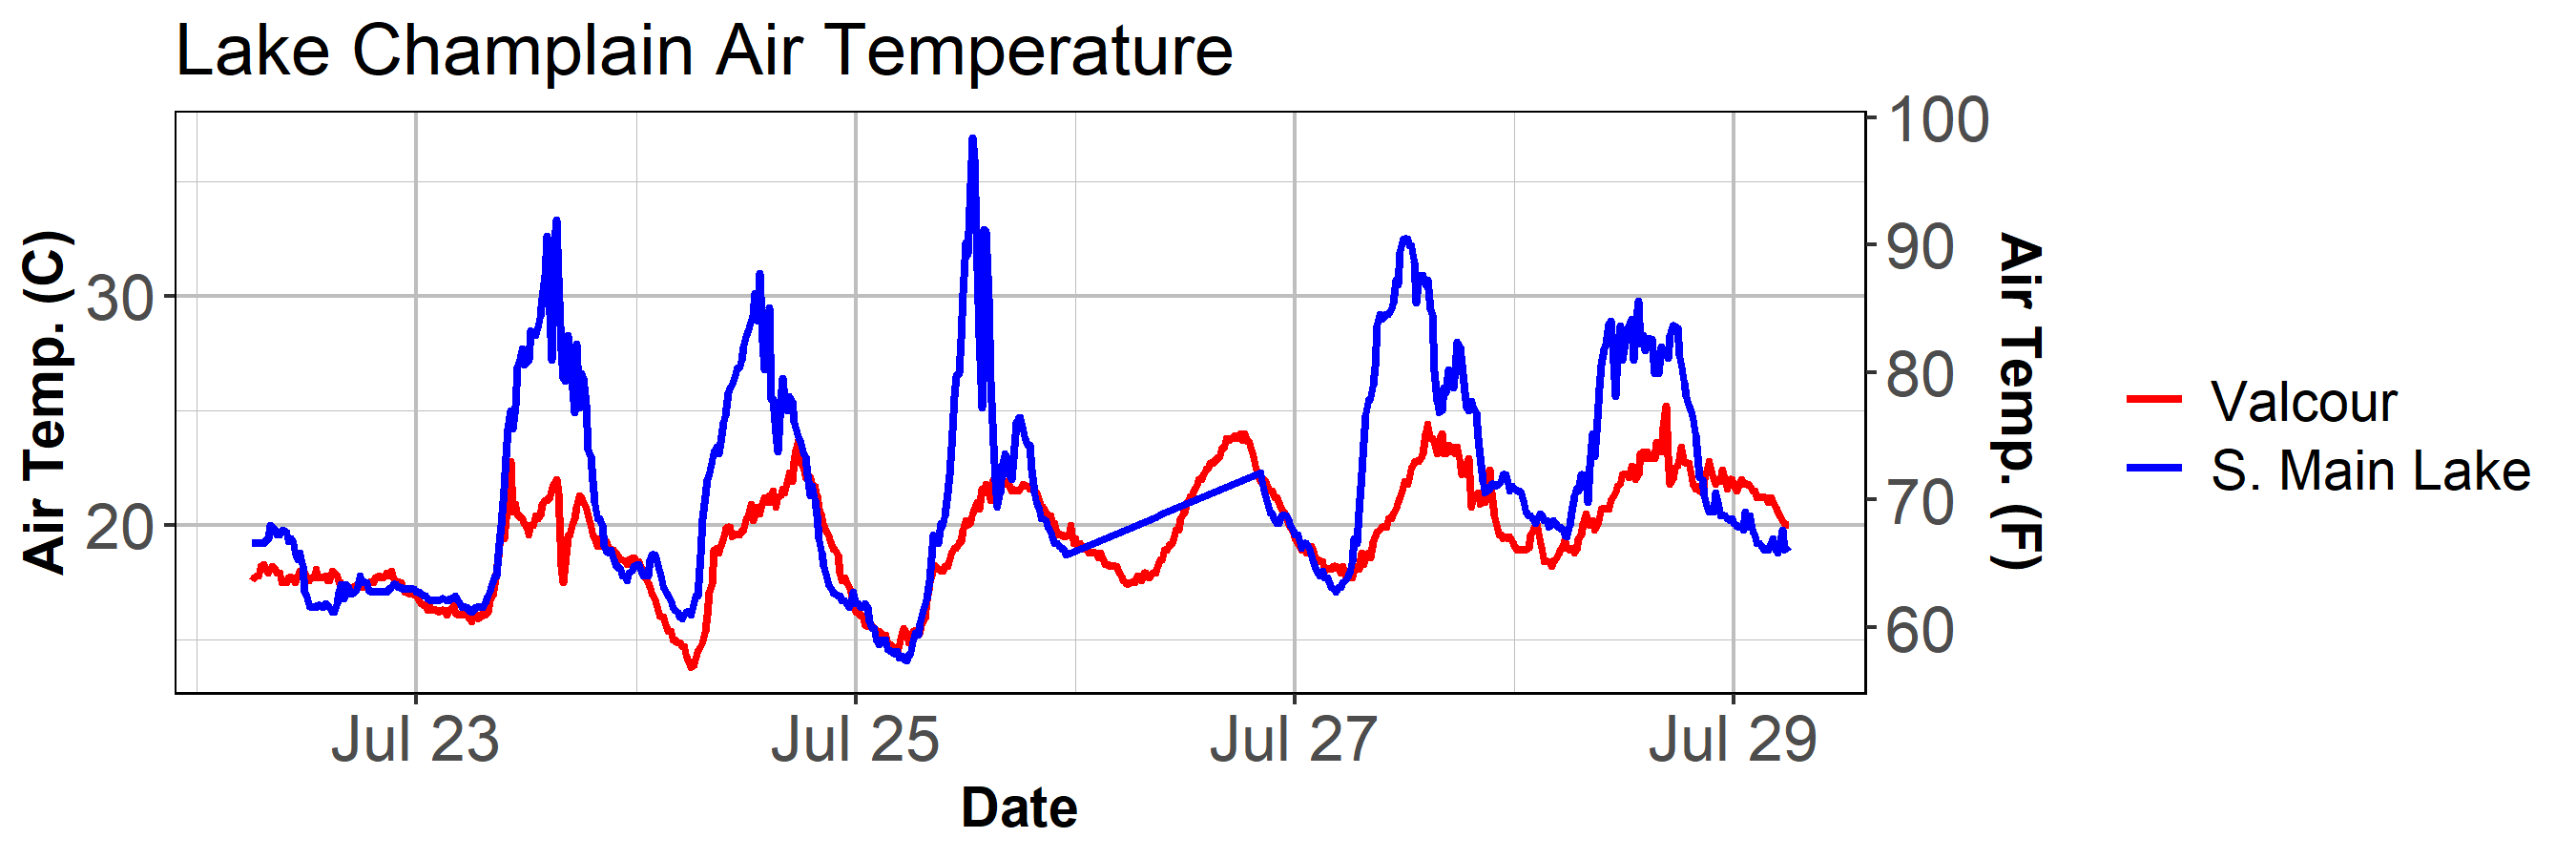 Lake Champlain Air Temperature
Air Temp. (C)
30
20
100
90
80
70
60
Air Temp. (F)
Valcour
S. Main Lake
Jul 23
Jul 25
Jul 27
Jul 29
Date